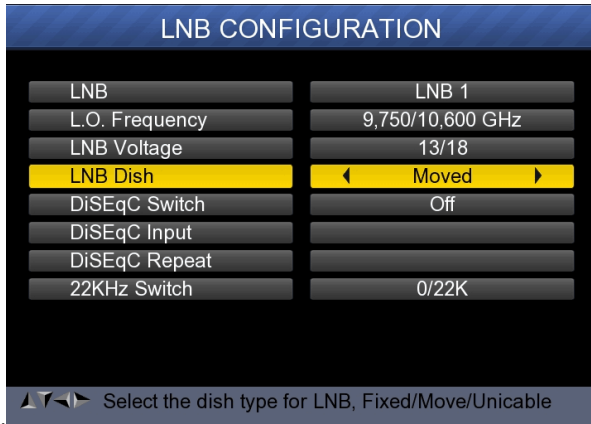 LNB CONFIGURATION
LNB LNB 1
L.O. Frequency 9,750/10,600 GHz
LNB Voltage 13/18
LNB Dish Moved
DiSEqC Switch Off
DiSEqC Input
DiSEqC Repeat
22KHz Switch 0/22K
Select the dish type for LNB, Fixed/Move/Unicable